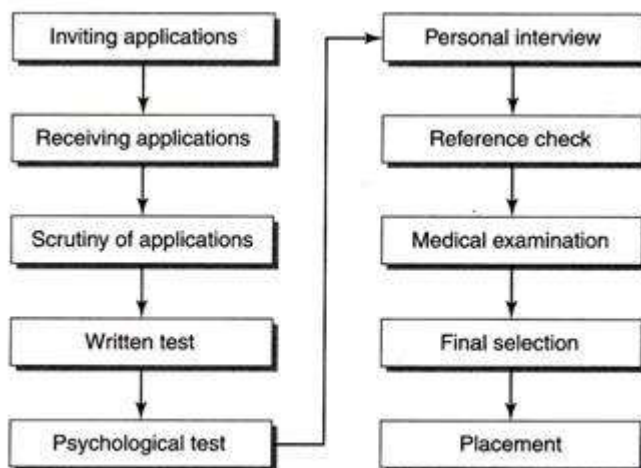 Inviting applications
Receiving applications
Scrutiny of applications
Written test
Psychological test
Personal interview
Reference check
Medical examination
Final selection
Placement